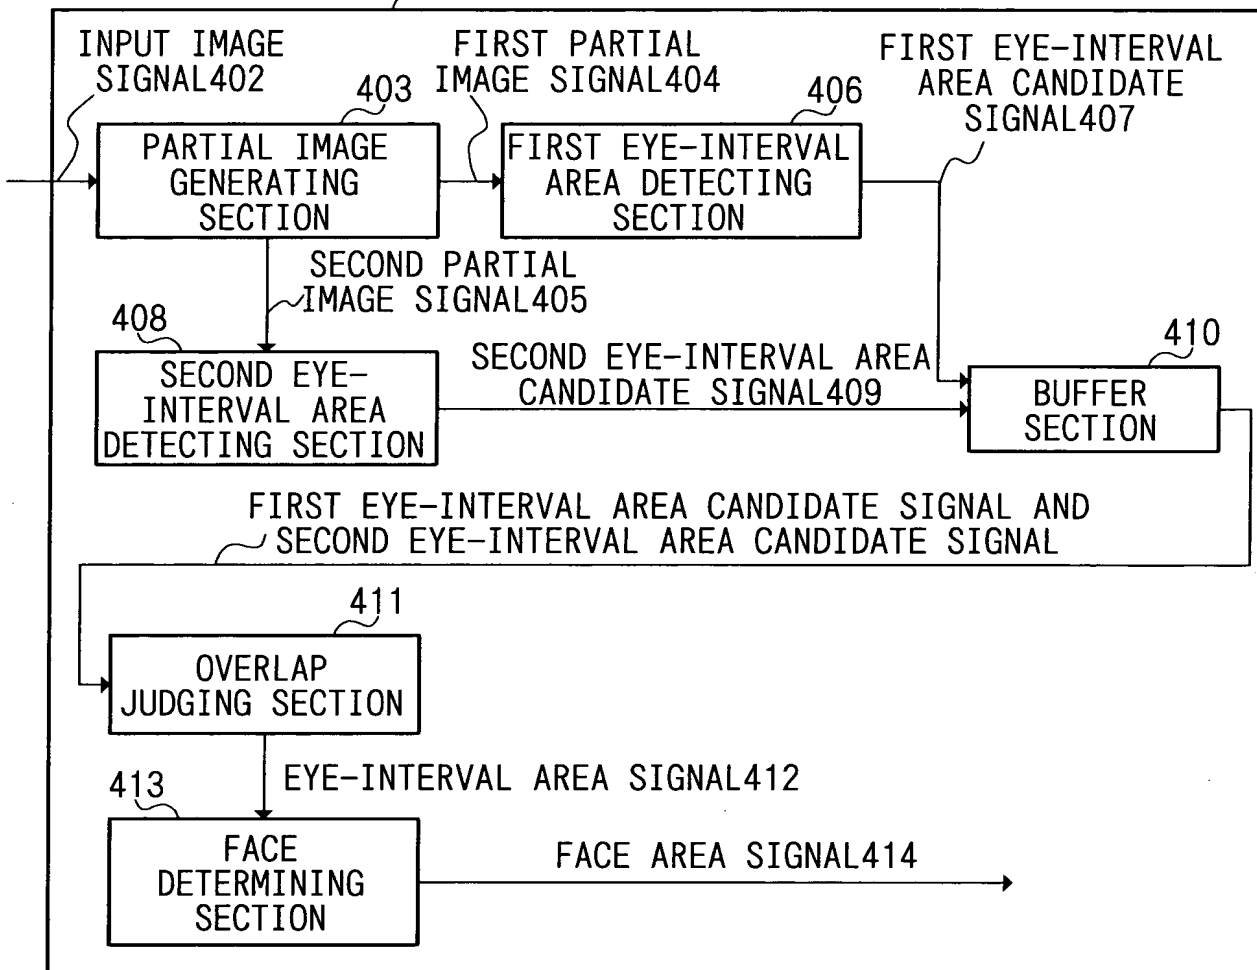 INPUT IMAGE
SIGNAL402
FIRST PARTIAL
IMAGE SIGNAL404
FIRST EYE-INTERVAL
AREA CANDIDATE
SIGNAL407
403
406
PARTIAL IMAGE
GENERATING
SECTION
FIRST EYE-INTERVAL
AREA DETECTING
SECTION
SECOND PARTIAL
IMAGE SIGNAL405
408
SECOND EYE-
INTERVAL AREA
DETECTING SECTION
SECOND EYE-INTERVAL AREA
CANDIDATE SIGNAL409
410
BUFFER
SECTION
FIRST EYE-INTERVAL AREA CANDIDATE SIGNAL AND
SECOND EYE-INTERVAL AREA CANDIDATE SIGNAL
411
OVERLAP
JUDGING SECTION
EYE-INTERVAL AREA SIGNAL412
413
FACE
DETERMINING
SECTION
FACE AREA SIGNAL414